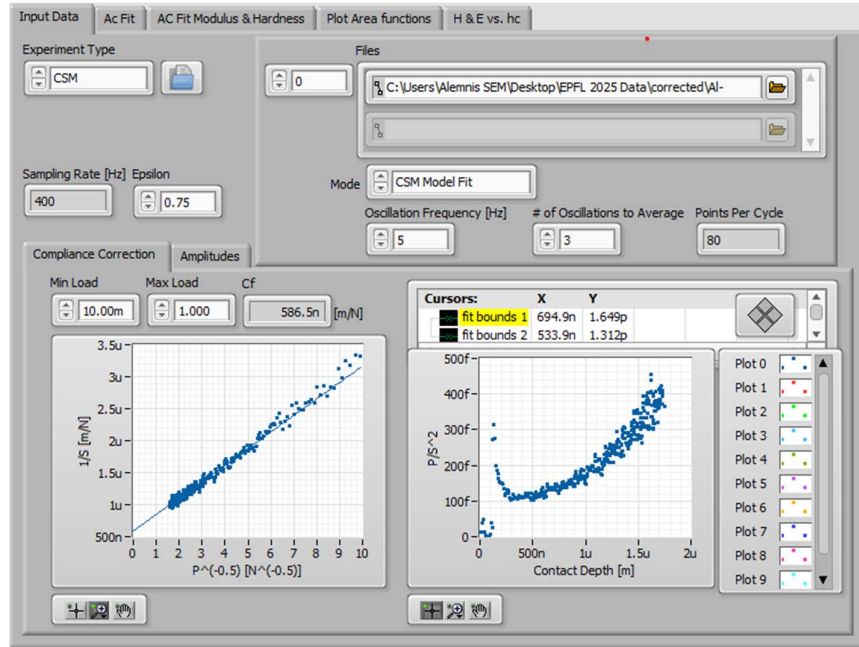 Input Data Ac Fit AC Fit Modulus & Hardness Plot Area functions H & E vs. hc
Experiment Type Files
CSM 0 C:\Users\Alemnis SEM\Desktop\EPFL 2025 Data\corrected\Al-
Sampling Rate [Hz] Epsilon Mode CSM Model Fit
400 0.75
Oscillation Frequency [Hz] # of Oscillations to Average Points Per Cycle
5 3 80
Compliance Correction Amplitudes
Min Load Max Load Cf
10.00m 1.000 586.5n [m/N]
Cursors: X Y
fit bounds 1 694.9n 1.649p
fit bounds 2 533.9n 1.312p
3.5u
3u
2.5u
2u
1.5u
1u
500n
1/S [m/N]
0 1 2 3 4 5 6 7 8 9 10
P^(-0.5) [N^(-0.5)]
500f
400f
300f
200f
100f
0
P/S^2
0 500n 1u 1.5u 2u
Contact Depth [m]
Plot 0
Plot 1
Plot 2
Plot 3
Plot 4
Plot 5
Plot 6
Plot 7
Plot 8
Plot 9